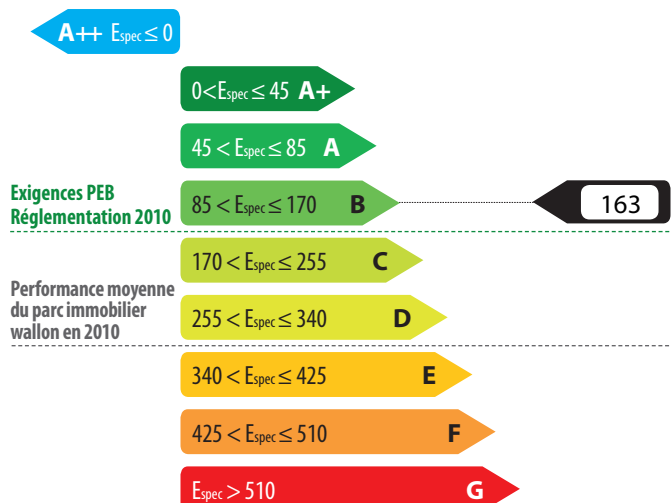 A++ Espec ≤ 0
0<Espec ≤ 45 A+
45 < Espec ≤ 85 A
Exigences PEB
Réglementation 2010
85 < Espec ≤ 170 B
163
170 < Espec ≤ 255 C
Performance moyenne
du parc immobilier
wallon en 2010
255 < Espec ≤ 340 D
340 < Espec ≤ 425 E
425 < Espec ≤ 510 F
Espec > 510 G